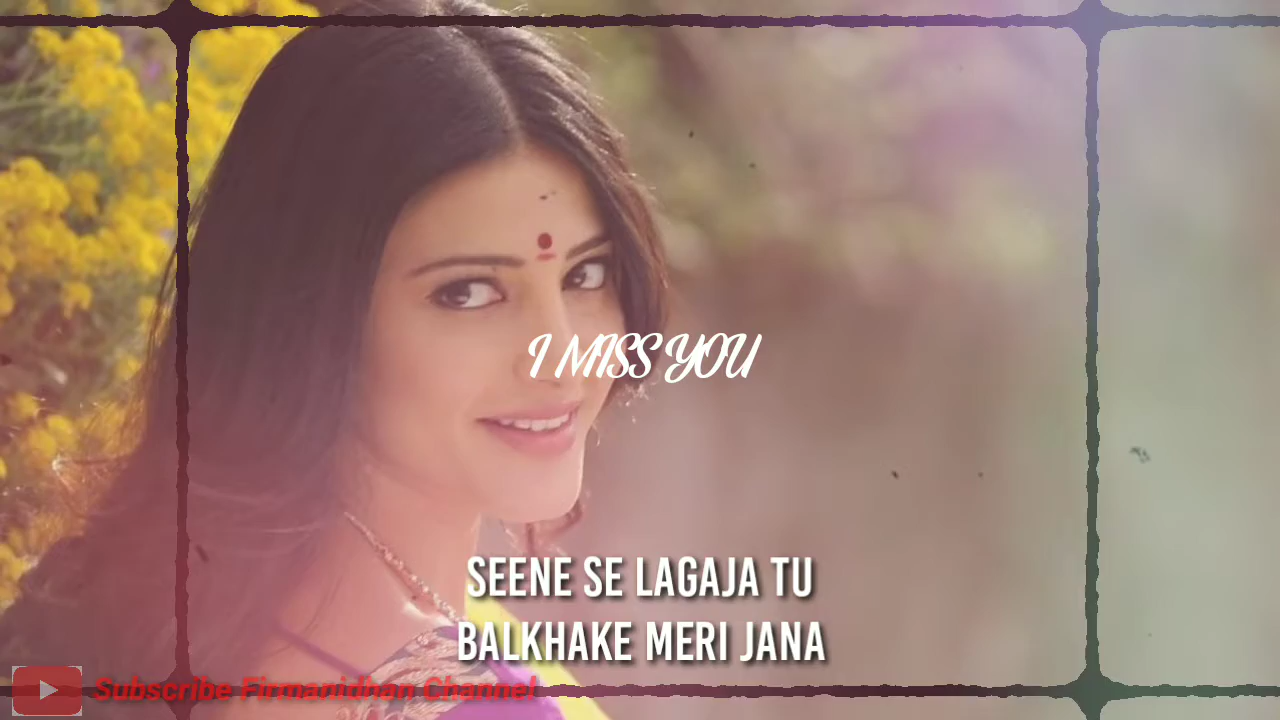 I MISS YOU
SEENE SE LAGAJA TU
BALKHAKE MERI JANA
Subscribe Firmanidhan Channel